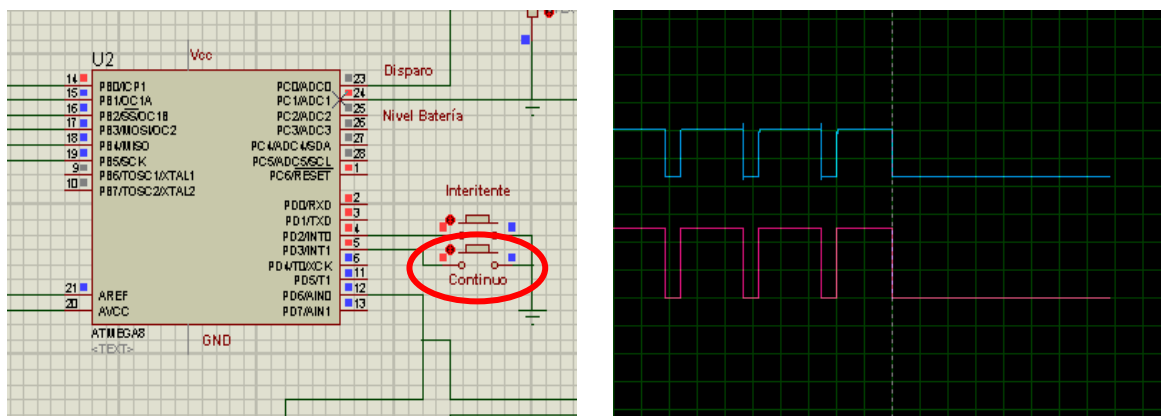 U2
Vcc
14
15
16
17
18
19
9
10
21
20
PB0/ICP1
PB1/OC1A
PB2/SS/OC1B
PB3/MOSI/OC2
PB4/MISO
PB5/SCK
PB6/TOSC1/XTAL1
PB7/TOSC2/XTAL2
AREF
AVCC
PC0/ADC0
PC1/ADC1
PC2/ADC2
PC3/ADC3
PC4/ADC4/SDA
PC5/ADC5/SCL
PC6/RESET
PD0/RXD
PD1/TXD
PD2/INT0
PD3/INT1
PD4/T0/XCK
PD5/T1
PD6/AIN0
PD7/AIN1
23
24
25
26
27
28
1
2
3
4
5
6
11
12
13
ATMEGA8
<TEXT>
GND
Disparo
Nivel Batería
Interitente
Continuo